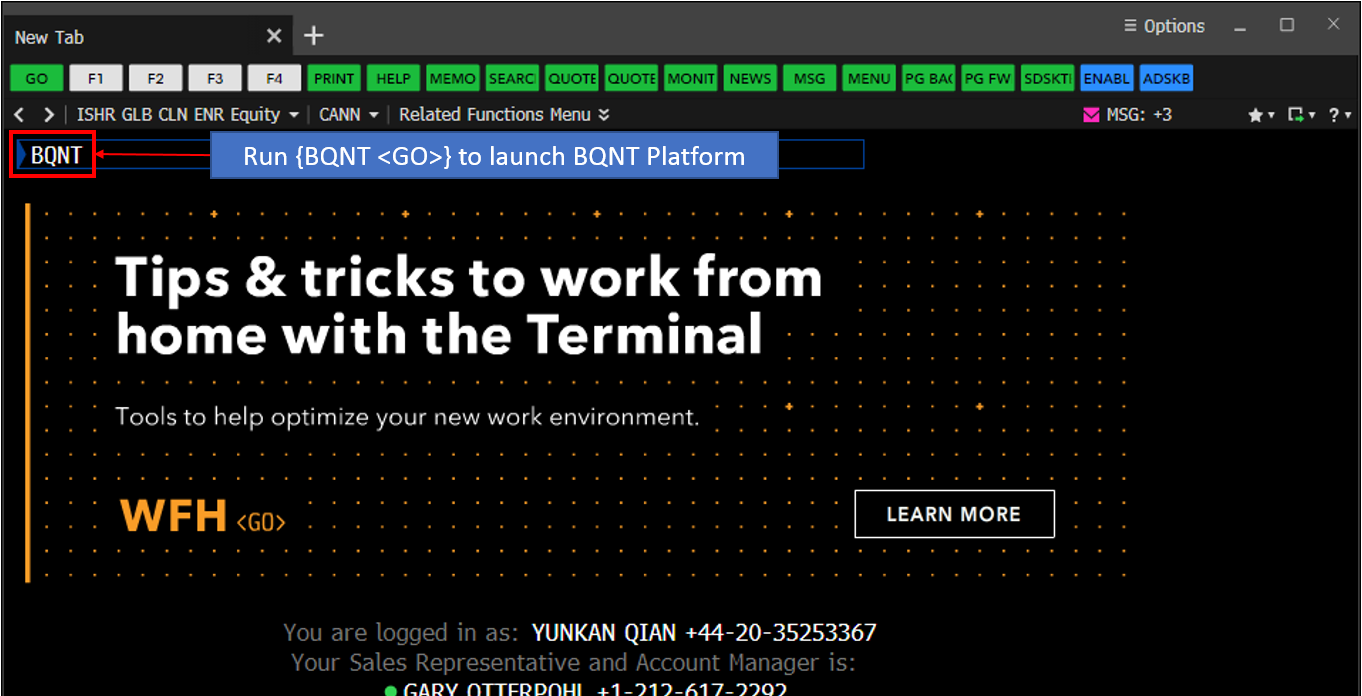 New Tab
Options
GO F1 F2 F3 F4 PRINT HELP MEMO SEARC QUOTE QUOTE MONIT NEWS MSG MENU PG BAC PG FW SDSKTI ENABL ADSKB
ISHR GLB CLN ENR Equity CANN Related Functions Menu MSG: +3 ?
BQNT Run {BQNT <GO>} to launch BQNT Platform
Tips & tricks to work from
home with the Terminal
Tools to help optimize your new work environment.
WFH <GO>
LEARN MORE
You are logged in as: YUNKAN QIAN +44-20-35253367
Your Sales Representative and Account Manager is:
GARY OTTERPOHL +1-212-617-2292